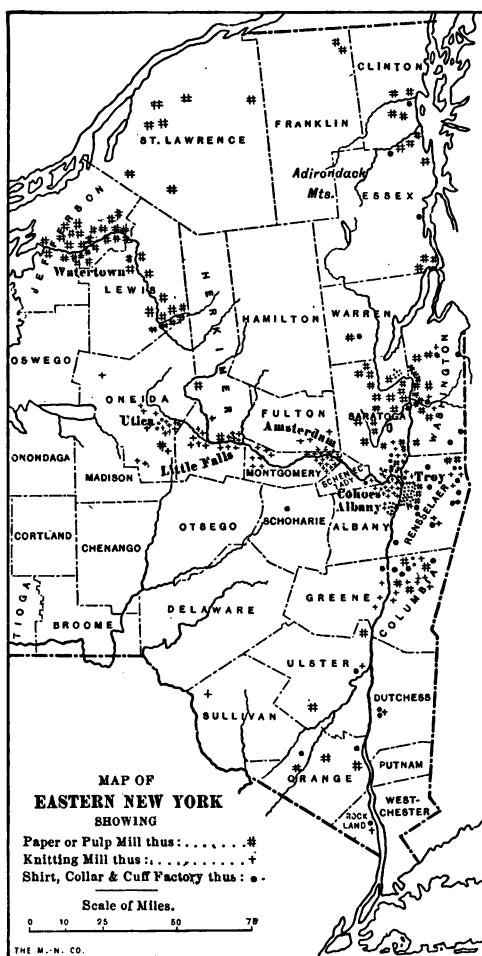 CLINTON
FRANKLIN
ST. LAWRENCE
Adirondack
Mts.
ESSEX
JEFFERSON
Watertown
LEWIS
HERKIMER
HAMILTON
WARREN
WASHINGTON
OSWEGO
ONEIDA
Utica
FULTON
SARATOGA
Amsterdam
Little Falls
ONONDAGA
MADISON
MONTGOMERY
SCHENECTADY
Cohoes
Troy
Albany
RENSSELAER
CORTLAND
CHENANGO
OTSEGO
SCHOHARIE
ALBANY
TIOGA
BROOME
DELAWARE
GREENE
COLUMBIA
ULSTER
SULLIVAN
DUTCHESS
ORANGE
PUTNAM
WEST-
CHESTER
ROCK
LAND
MAP OF
EASTERN NEW YORK
SHOWING
Paper or Pulp Mill thus:......#
Knitting Mill thus:..........+
Shirt, Collar & Cuff Factory thus: ●
Scale of Miles.
0 10 25 50 75
THE M.-N. CO.